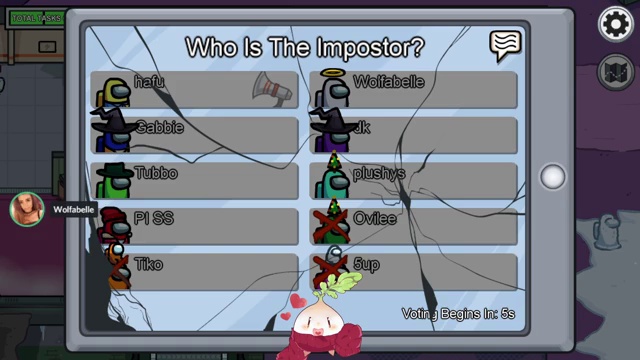 TOTAL TASKS
Who Is The Impostor?
hafu
Wolfabelle
Gabbie
dk
Tubbo
plushys
PI SS
Ovilee
Tiko
5up
Wolfabelle
Voting Begins In: 5s